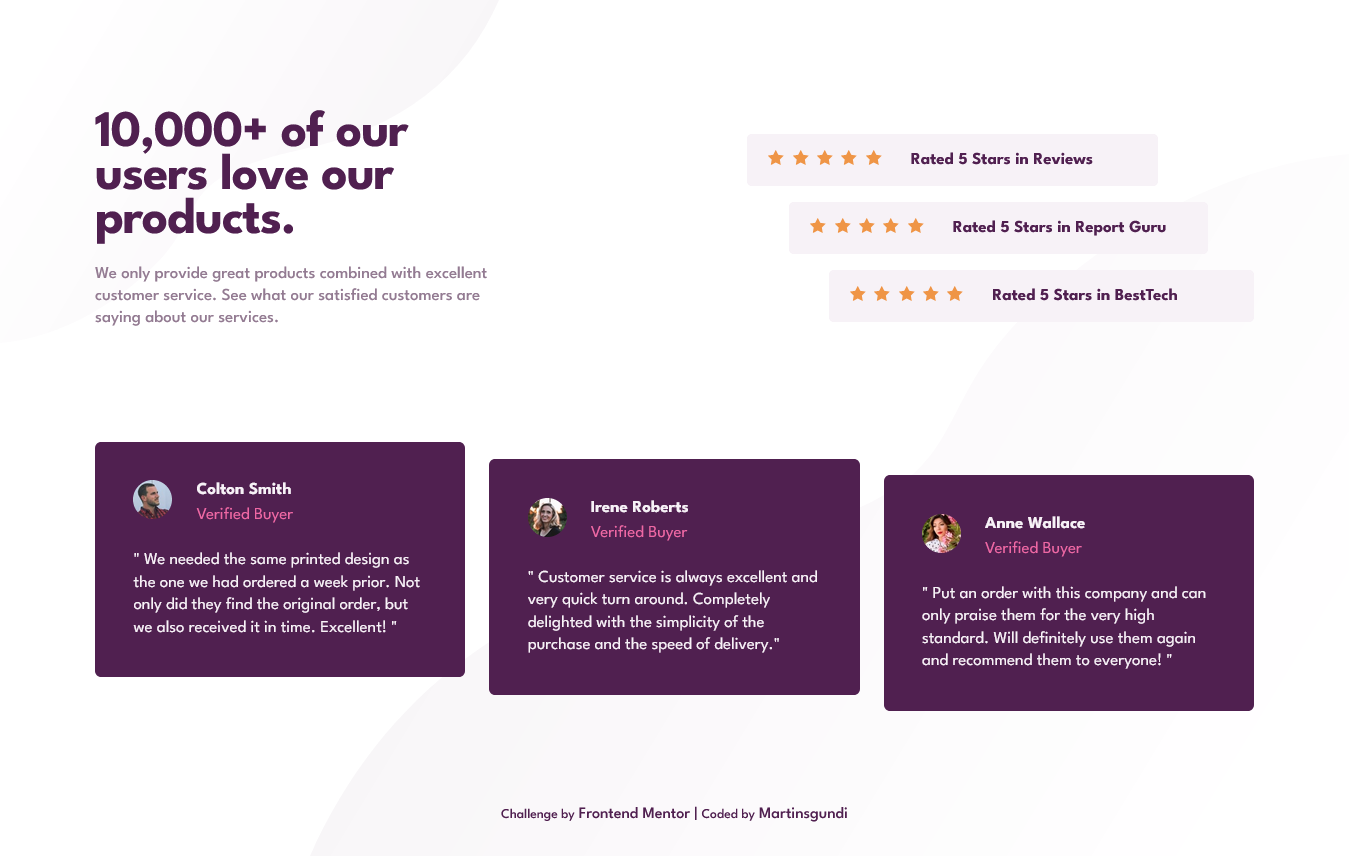 10,000+ of our
users love our
products.
We only provide great products combined with excellent
customer service. See what our satisfied customers are
saying about our services.
Rated 5 Stars in Reviews
Rated 5 Stars in Report Guru
Rated 5 Stars in BestTech
Colton Smith
Verified Buyer
" We needed the same printed design as
the one we had ordered a week prior. Not
only did they find the original order, but
we also received it in time. Excellent! "
Irene Roberts
Verified Buyer
" Customer service is always excellent and
very quick turn around. Completely
delighted with the simplicity of the
purchase and the speed of delivery."
Anne Wallace
Verified Buyer
" Put an order with this company and can
only praise them for the very high
standard. Will definitely use them again
and recommend them to everyone! "
Challenge by Frontend Mentor | Coded by Martinsgundi